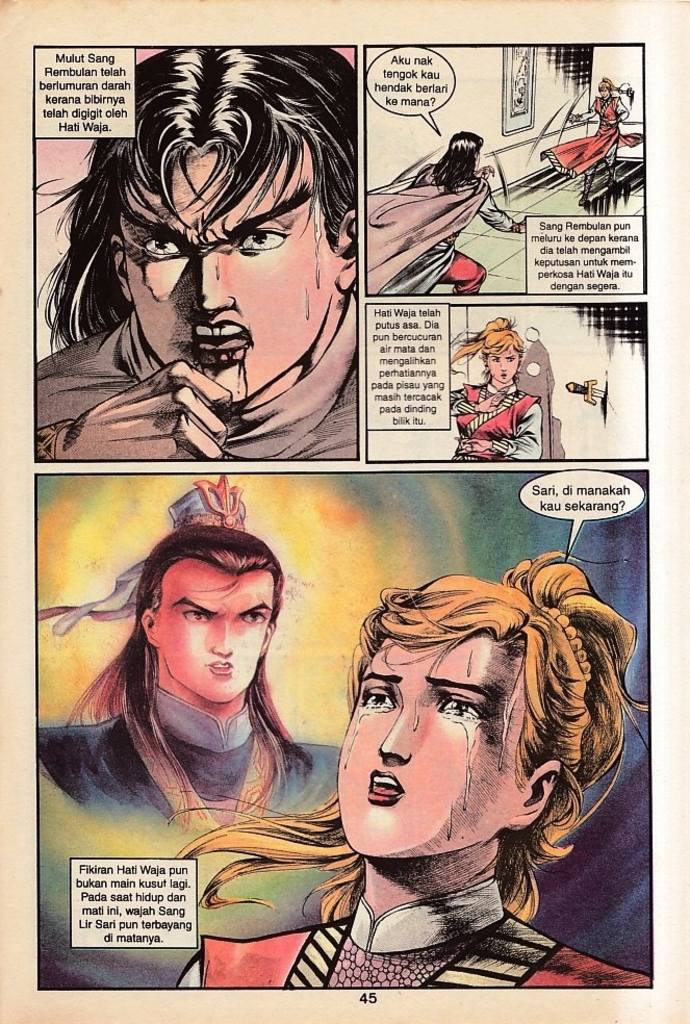 Mulut Sang
Rembulan telah
berlumuran darah
kerana bibirnya
telah digigit oleh
Hati Waja.
Aku nak
tengok kau
hendak berlari
ke mana?
Sang Rembulan pun
meluru ke depan kerana
dia telah mengambil
keputusan untuk mem-
perkosa Hati Waja itu
dengan segera.
Hati Waja telah
putus asa. Dia
pun bercucuran
air mata dan
mengalihkan
perhatiannya
pada pisau yang
masih tercacak
pada dinding
bilik itu.
Sari, di manakah
kau sekarang?
Fikiran Hati Waja pun
bukan main kusut lagi.
Pada saat hidup dan
mati ini, wajah Sang
Lir Sari pun terbayang
di matanya.
45